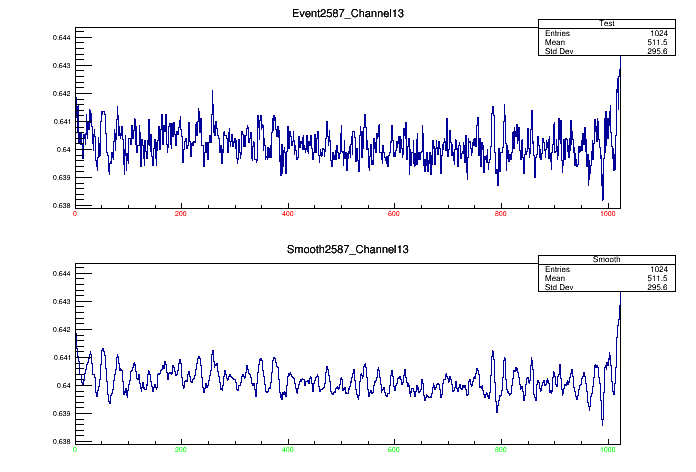 Event2587_Channel13
Test
Entries 1024
Mean 511.5
Std Dev 295.6
0.644
0.643
0.642
0.641
0.64
0.639
0.638
0 200 400 600 800 1000
Smooth2587_Channel13
Smooth
Entries 1024
Mean 511.5
Std Dev 295.6
0.644
0.643
0.642
0.641
0.64
0.639
0.638
0 200 400 600 800 1000